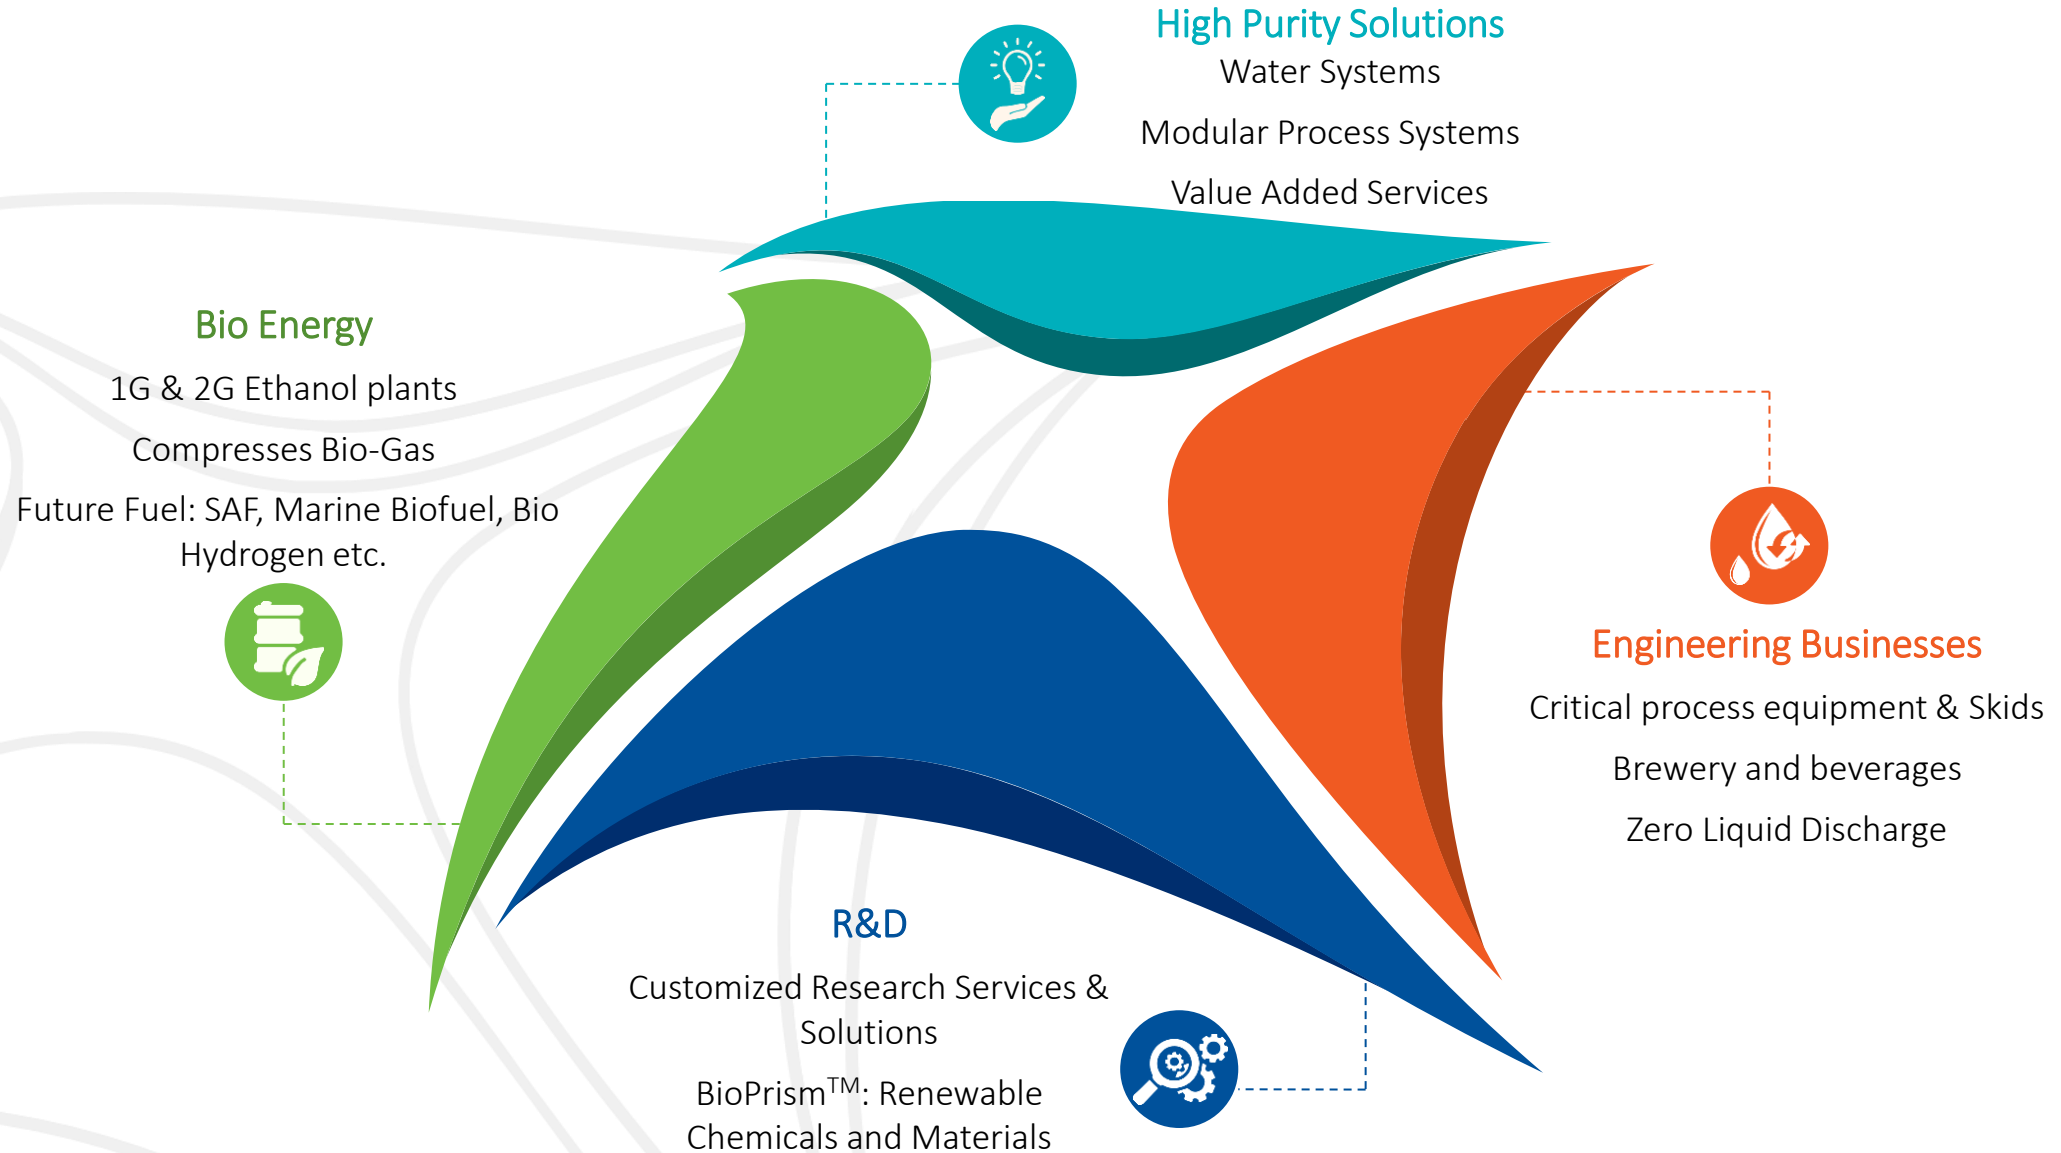 High Purity Solutions
Water Systems
Modular Process Systems
Value Added Services
Bio Energy
1G & 2G Ethanol plants
Compresses Bio-Gas
Future Fuel: SAF, Marine Biofuel, Bio
Hydrogen etc.
Engineering Businesses
Critical process equipment & Skids
Brewery and beverages
Zero Liquid Discharge
R&D
Customized Research Services &
Solutions
BioPrism™: Renewable
Chemicals and Materials